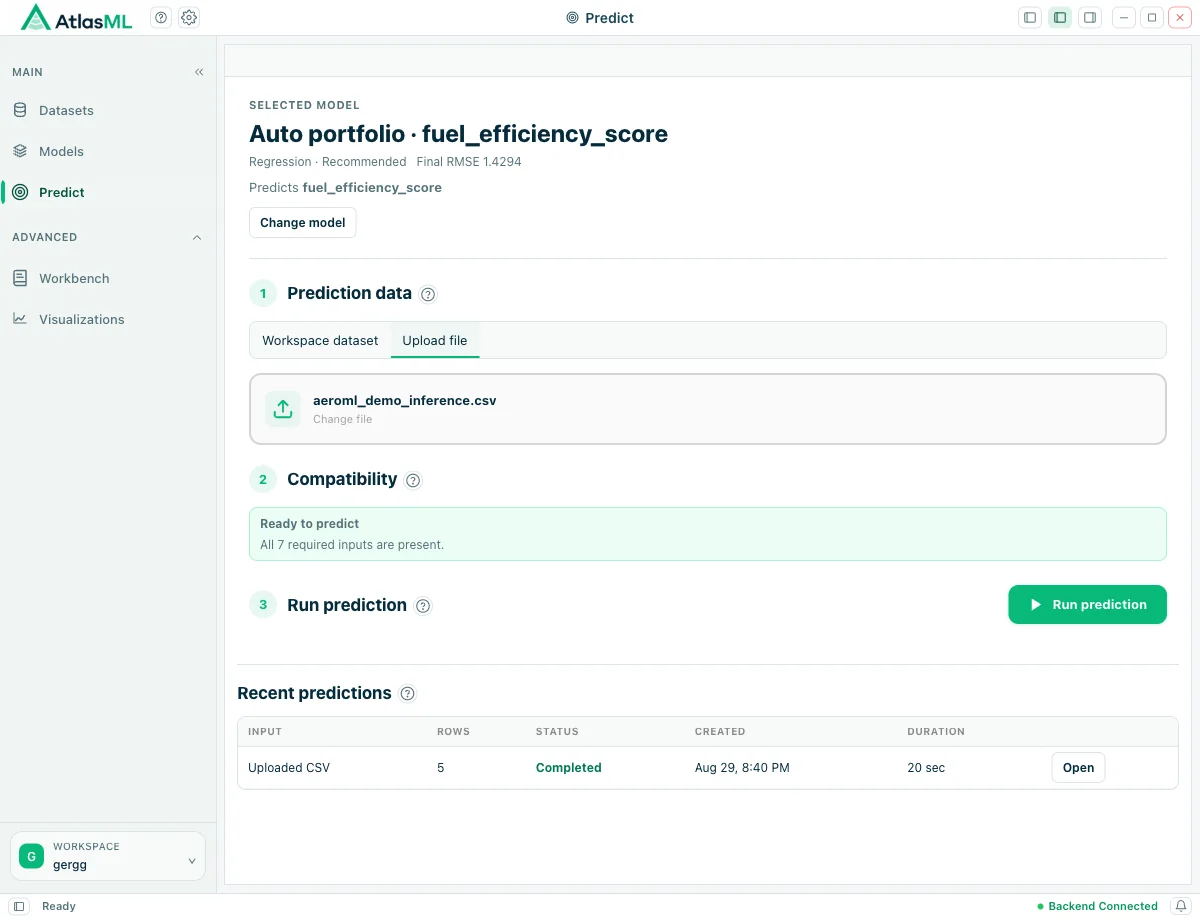 AtlasML
Predict
MAIN
Datasets
Models
Predict
ADVANCED
Workbench
Visualizations
SELECTED MODEL
Auto portfolio · fuel_efficiency_score
Regression · Recommended Final RMSE 1.4294
Predicts fuel_efficiency_score
Change model
1 Prediction data ?
Workspace dataset Upload file
aeroml_demo_inference.csv
Change file
2 Compatibility ?
Ready to predict
All 7 required inputs are present.
3 Run prediction ?
Run prediction
Recent predictions ?
INPUT ROWS STATUS CREATED DURATION
Uploaded CSV 5 Completed Aug 29, 8:40 PM 20 sec Open
G
WORKSPACE
gergg
Ready
Backend Connected